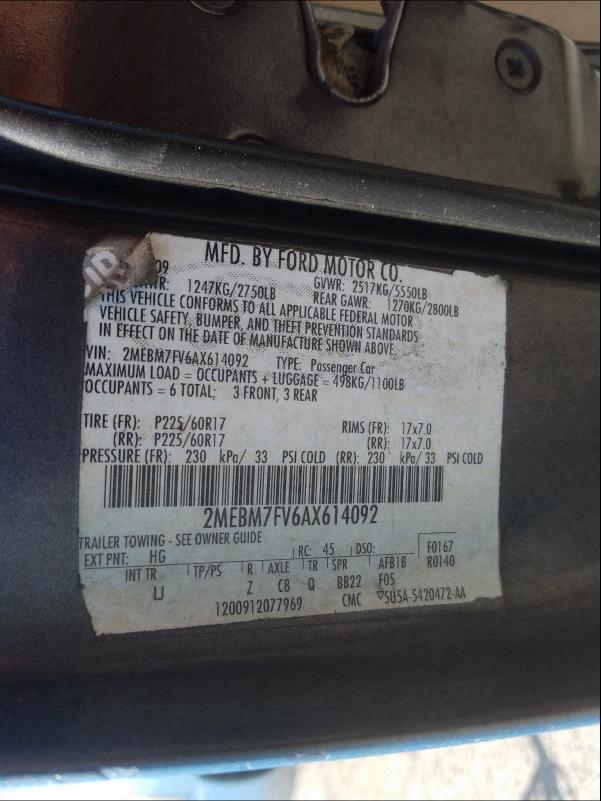 MFD. BY FORD MOTOR CO.
09 GVWR: 2517KG/5550LB
1247KG/2750LB REAR GAWR: 1270KG/2800LB
THIS VEHICLE CONFORMS TO ALL APPLICABLE FEDERAL MOTOR
VEHICLE SAFETY, BUMPER, AND THEFT PREVENTION STANDARDS
IN EFFECT ON THE DATE OF MANUFACTURE SHOWN ABOVE.
VIN: 2MEBM7FV6AX614092 TYPE: Passenger Car
MAXIMUM LOAD = OCCUPANTS + LUGGAGE = 498KG/1100LB
OCCUPANTS = 6 TOTAL; 3 FRONT, 3 REAR
TIRE (FR): P225/60R17 RIMS (FR): 17x7.0
(RR): P225/60R17 (RR): 17x7.0
PRESSURE (FR): 230 kPa/ 33 PSI COLD (RR): 230 kPa/ 33 PSI COLD
2MEBM7FV6AX614092
TRAILER TOWING - SEE OWNER GUIDE
EXT PNT: HG RC: 45 DSO: F0167
INT TR TP/PS R AXLE TR SPR AFB1B R0140
Z C8 Q BB22 F05
1200912077969 CMC ▽5U5A-5420472-AA